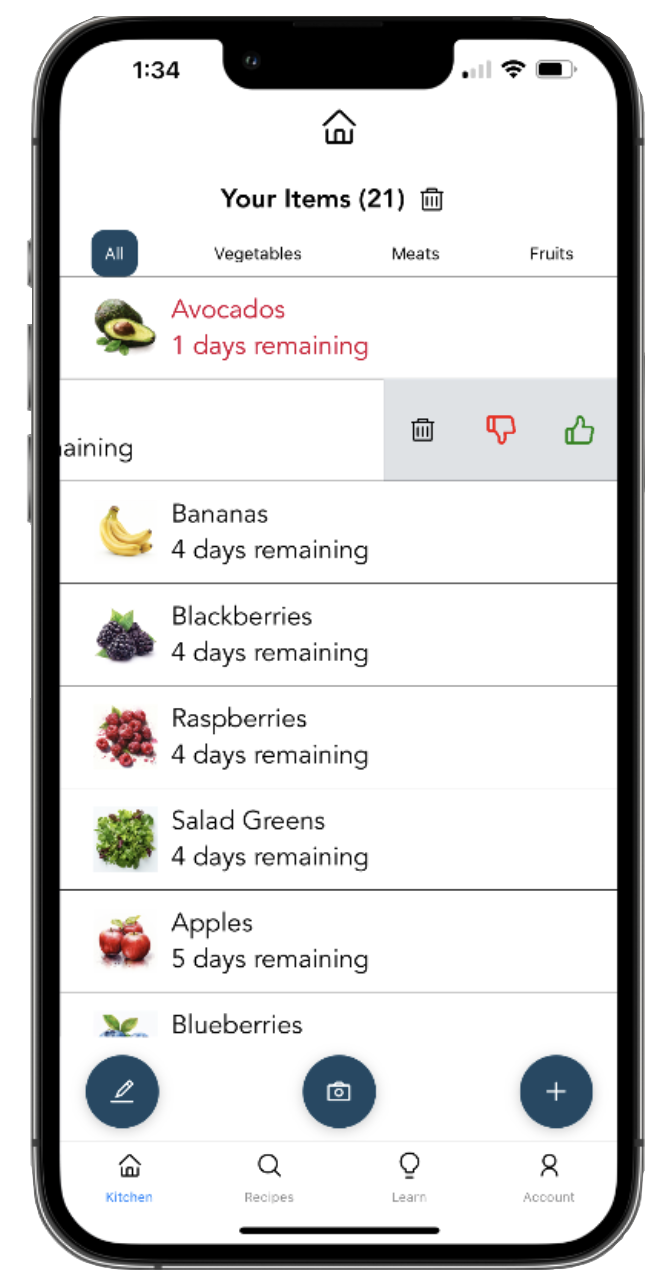 1:34
Your Items (21)
All Vegetables Meats Fruits
Avocados
1 days remaining
aining
Bananas
4 days remaining
Blackberries
4 days remaining
Raspberries
4 days remaining
Salad Greens
4 days remaining
Apples
5 days remaining
Blueberries
Kitchen Recipes Learn Account